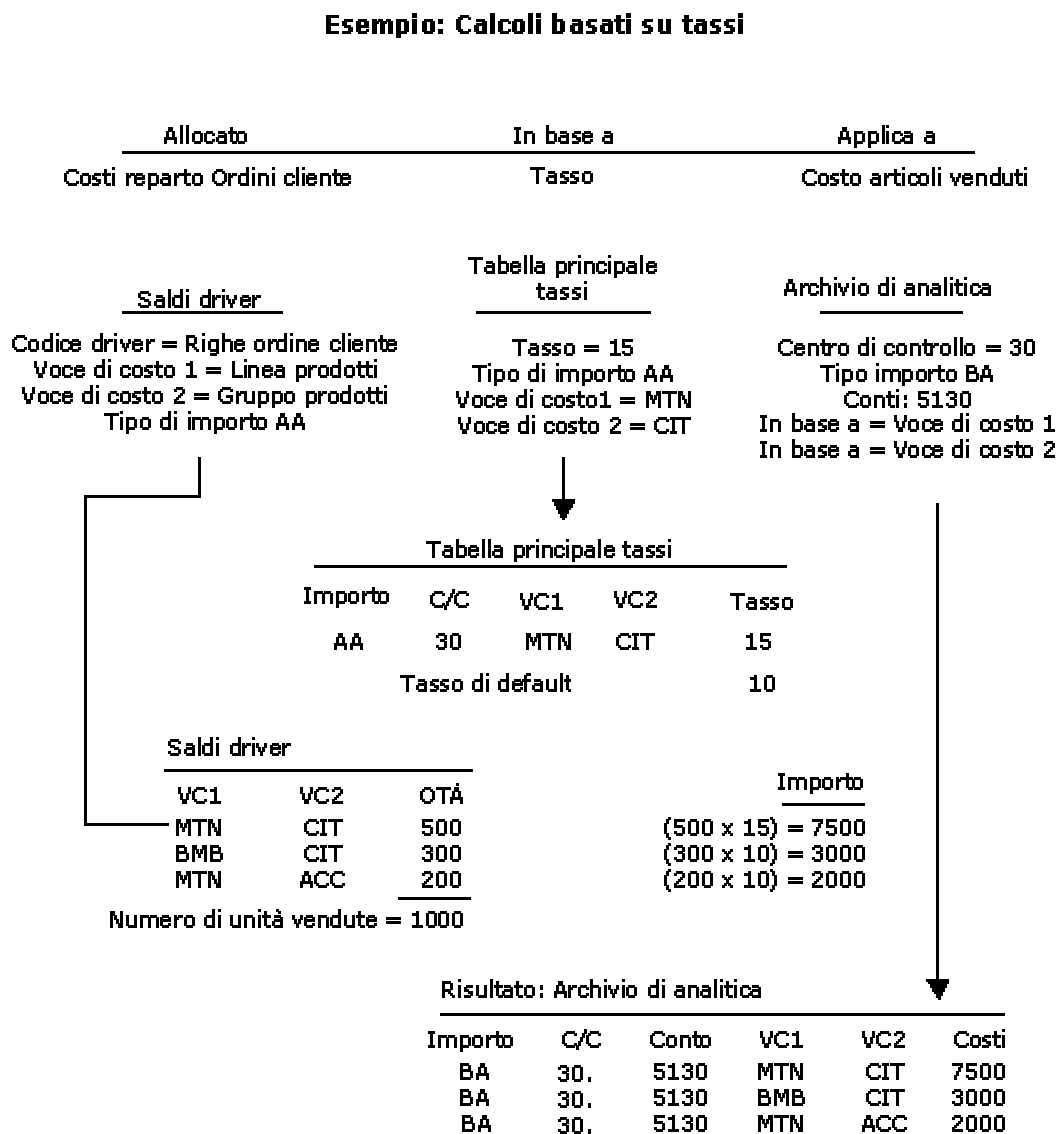 Esempio: Calcoli basati su tassi
Allocato In base a Applica a
Costi reparto Ordini cliente Tasso Costo articoli venduti
Saldi driver
Codice driver = Righe ordine cliente
Voce di costo 1 = Linea prodotti
Voce di costo 2 = Gruppo prodotti
Tipo di importo AA
Tabella principale
tassi
Tasso = 15
Tipo di importo AA
Voce di costo1 = MTN
Voce di costo 2 = CIT
Archivio di analitica
Centro di controllo = 30
Tipo importo BA
Conti: 5130
In base a = Voce di costo 1
In base a = Voce di costo 2
Tabella principale tassi
Importo C/C VC1 VC2 Tasso
AA 30 MTN CIT 15
Tasso di default 10
Saldi driver
VC1 VC2 OTÁ
MTN CIT 500
BMB CIT 300
MTN ACC 200
Numero di unità vendute = 1000
Importo
(500 x 15) = 7500
(300 x 10) = 3000
(200 x 10) = 2000
Risultato: Archivio di analitica
Importo C/C Conto VC1 VC2 Costi
BA 30. 5130 MTN CIT 7500
BA 30. 5130 BMB CIT 3000
BA 30. 5130 MTN ACC 2000